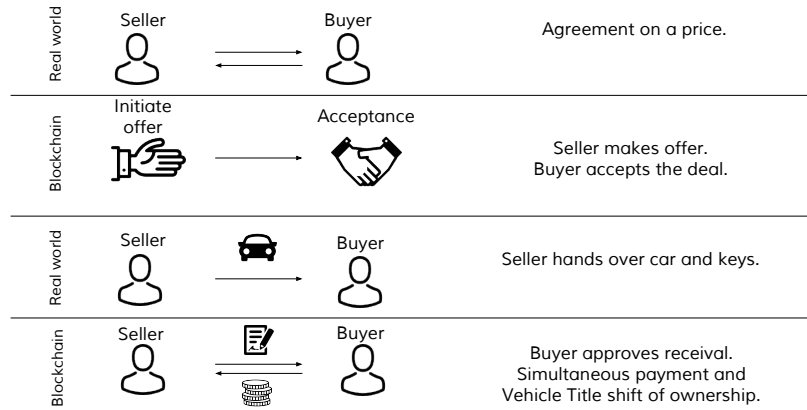 Real world
Seller
Buyer
Agreement on a price.
Blockchain
Initiate
offer
Acceptance
Seller makes offer.
Buyer accepts the deal.
Real world
Seller
Buyer
Seller hands over car and keys.
Blockchain
Seller
Buyer
Buyer approves receival.
Simultaneous payment and
Vehicle Title shift of ownership.